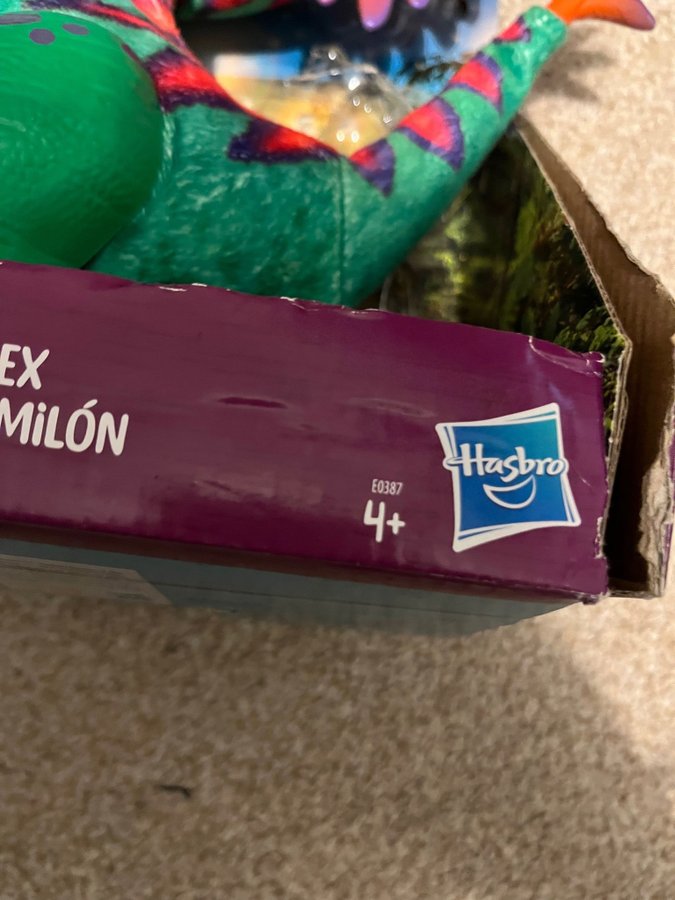 EX
MiLÓN
E0387
4+
Hasbro